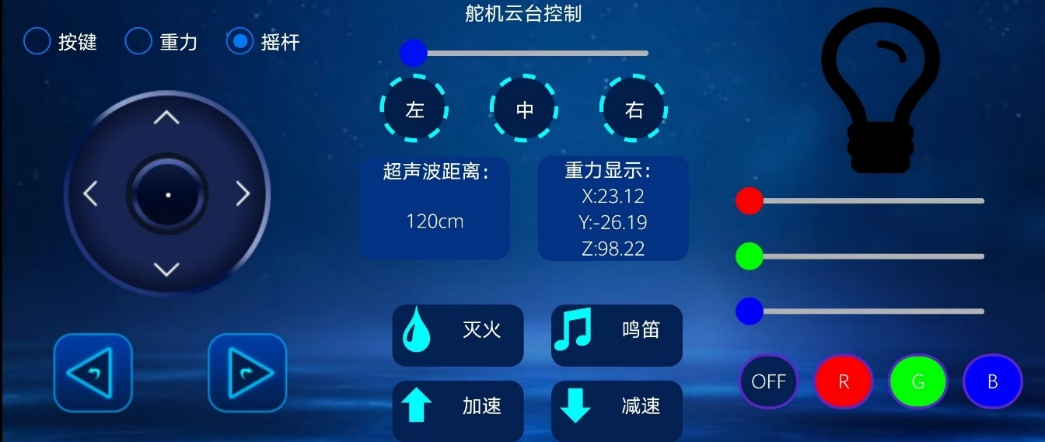 舵机云台控制
按键 重力 摇杆
左 中 右
超声波距离：
120cm
重力显示：
X:23.12
Y:-26.19
Z:98.22
灭火 鸣笛
加速 减速
OFF R G B